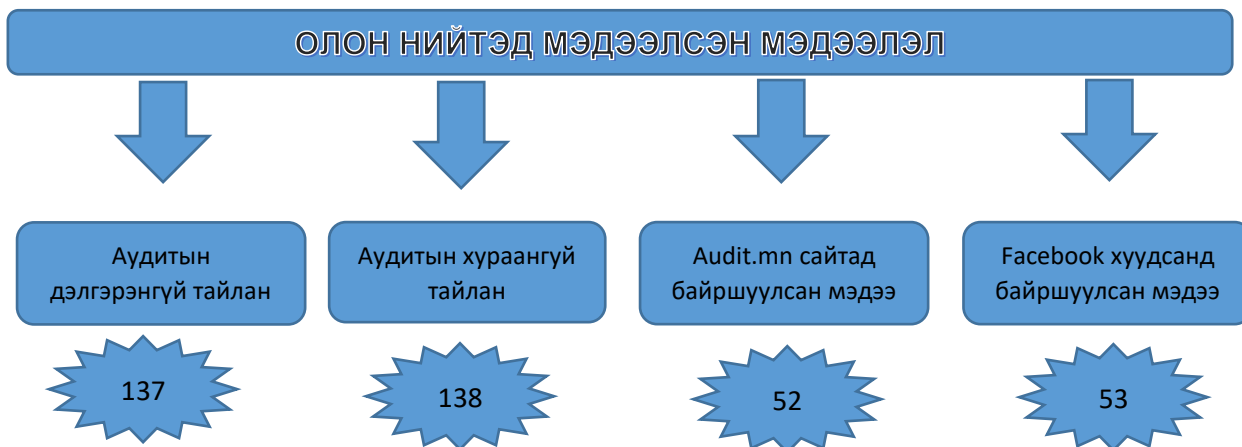 ОЛОН НИЙТЭД МЭДЭЭЛСЭН МЭДЭЭЛЭЛ
Аудитын
дэлгэрэнгүй тайлан
Аудитын хураангуй
тайлан
Audit.mn сайтад
байршуулсан мэдээ
Facebook хуудсанд
байршуулсан мэдээ
137
138
52
53